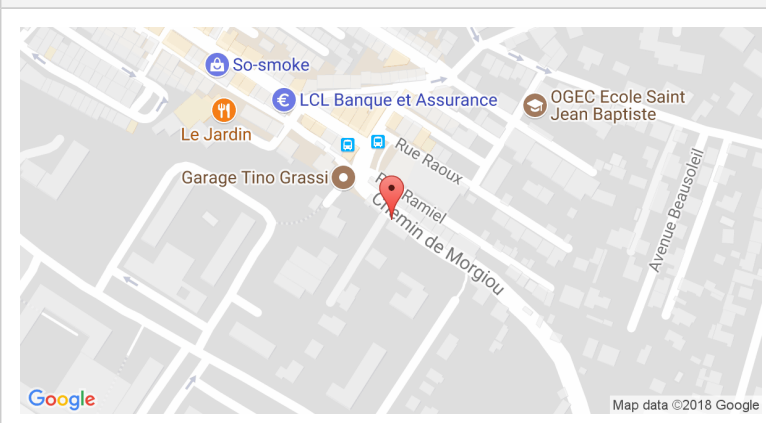 So-smoke
LCL Banque et Assurance
OGEC Ecole Saint
Jean Baptiste
Le Jardin
Rue Raoux
Garage Tino Grassi
Ramiel
Chemin de Morgiou
Avenue Beausoleil
Google
Map data ©2018 Google